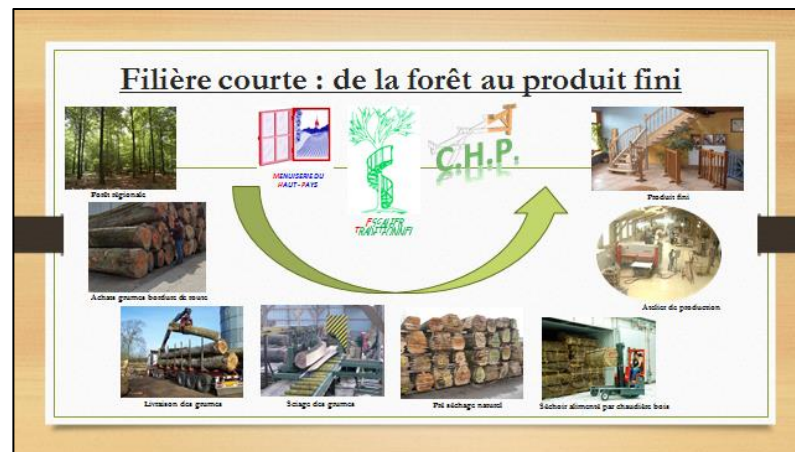 Filière courte : de la forêt au produit fini
MENUISERIE DU
HAUT-PAYS
ESCALIER
TRADITIONNEL
C.H.P.
Forêt régionale
Produit fini
Achats grumes bordure de route
Atelier de production
Livraison des grumes
Sciage des grumes
Pré séchage naturel
Séchoir alimenté par chaudière bois